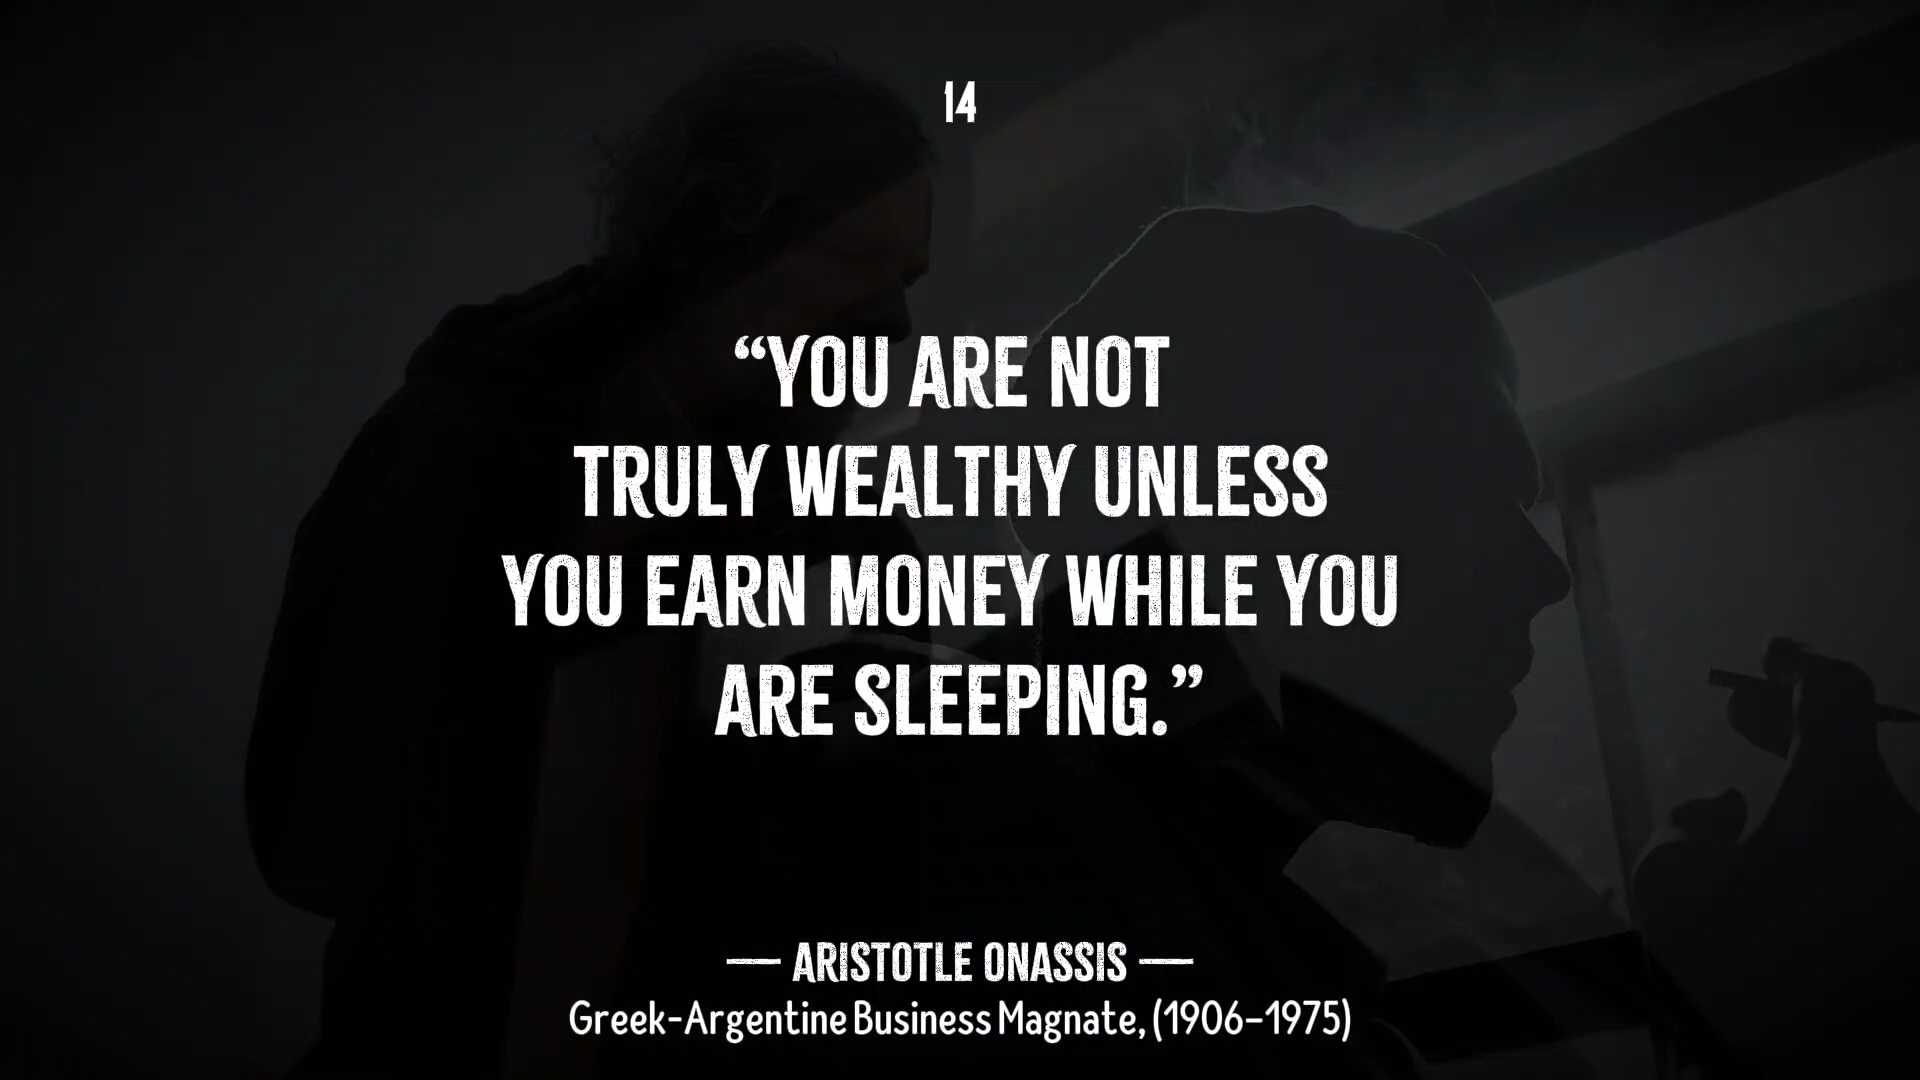 14
“YOU ARE NOT
TRULY WEALTHY UNLESS
YOU EARN MONEY WHILE YOU
ARE SLEEPING.”
— ARISTOTLE ONASSIS —
Greek-Argentine Business Magnate, (1906–1975)